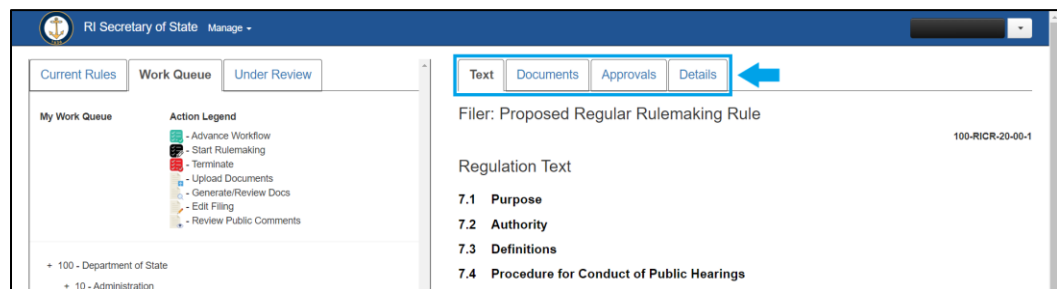 RI Secretary of State Manage
Current Rules Work Queue Under Review
My Work Queue
Action Legend
- Advance Workflow
- Start Rulemaking
- Terminate
- Upload Documents
- Generate/Review Docs
- Edit Filing
- Review Public Comments
+ 100 - Department of State
+ 10 - Administration
Text Documents Approvals Details
Filer: Proposed Regular Rulemaking Rule
100-RICR-20-00-1
Regulation Text
7.1 Purpose
7.2 Authority
7.3 Definitions
7.4 Procedure for Conduct of Public Hearings